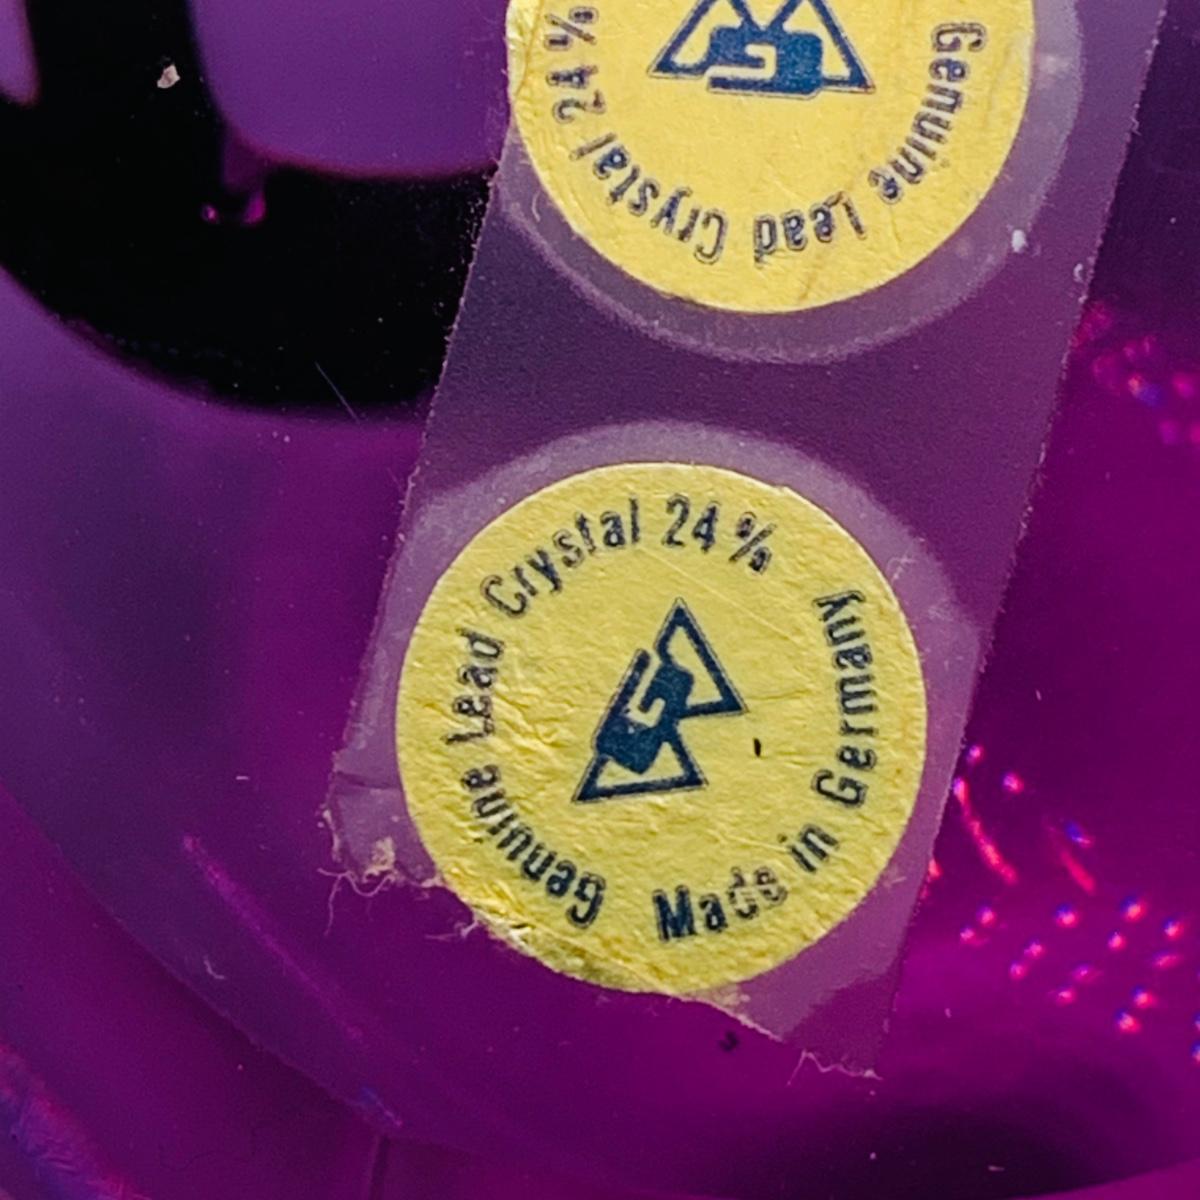 Genuine Lead Crystal 24%
Genuine Lead Crystal 24%
Made in Germany